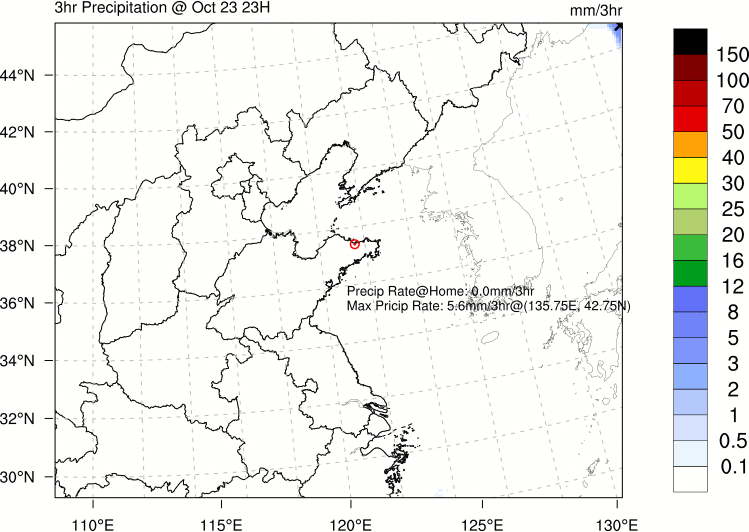 3hr Precipitation @ Oct 23 23H
mm/3hr
44°N
42°N
40°N
38°N
36°N
34°N
32°N
30°N
110°E
115°E
120°E
125°E
130°E
Precip Rate@Home: 0.0mm/3hr
Max Pricip Rate: 5.6mm/3hr@(135.75E, 42.75N)
150
100
70
50
40
30
25
20
16
12
8
5
3
2
1
0.5
0.1